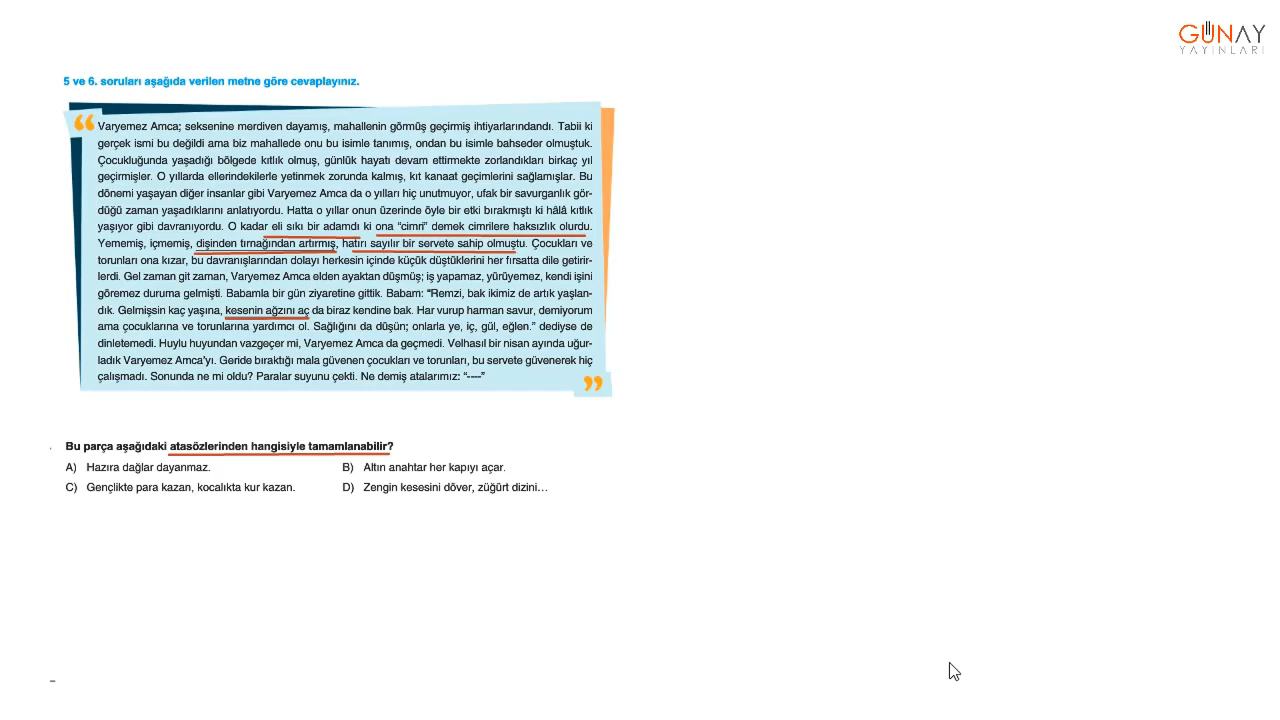 GÜNAY
YAYINLARI
5 ve 6. soruları aşağıda verilen metne göre cevaplayınız.
“ Varyemez Amca; seksenine merdiven dayamış, mahallenin görmüş geçirmiş ihtiyarlarındandı. Tabii ki
gerçek ismi bu değildi ama biz mahallede onu bu isimle tanımış, ondan bu isimle bahseder olmuştuk.
Çocukluğunda yaşadığı bölgede kıtlık olmuş, günlük hayatı devam ettirmekte zorlandıkları birkaç yıl
geçirmişler. O yıllarda ellerindekilerle yetinmek zorunda kalmış, kıt kanaat geçimlerini sağlamışlar. Bu
dönemi yaşayan diğer insanlar gibi Varyemez Amca da o yılları hiç unutmuyor, ufak bir savurganlık gör-
düğü zaman yaşadıklarını anlatıyordu. Hatta o yıllar onun üzerinde öyle bir etki bırakmıştı ki hâlâ kıtlık
yaşıyor gibi davranıyordu. O kadar eli sıkı bir adamdı ki ona “cimri” demek cimrilere haksızlık olurdu.
Yememiş, içmemiş, dişinden tırnağından artırmış, hatırı sayılır bir servete sahip olmuştu. Çocukları ve
torunları ona kızar, bu davranışlarından dolayı herkesin içinde küçük düştüklerini her fırsatta dile getirir-
lerdi. Gel zaman git zaman, Varyemez Amca elden ayaktan düşmüş; iş yapamaz, yürüyemez, kendi işini
göremez duruma gelmişti. Babamla bir gün ziyaretine gittik. Babam: “Remzi, bak ikimiz de artık yaşlan-
dık. Gelmişsin kaç yaşına, kesenin ağzını aç da biraz kendine bak. Har vurup harman savur, demiyorum
ama çocuklarına ve torunlarına yardımcı ol. Sağlığını da düşün; onlarla ye, iç, gül, eğlen.” dediyse de
dinletemedi. Huylu huyundan vazgeçer mi, Varyemez Amca da geçmedi. Velhasıl bir nisan ayında uğur-
ladık Varyemez Amca’yı. Geride bıraktığı mala güvenen çocukları ve torunları, bu servete güvenerek hiç
çalışmadı. Sonunda ne mi oldu? Paralar suyunu çekti. Ne demiş atalarımız: “----” ”
Bu parça aşağıdaki atasözlerinden hangisiyle tamamlanabilir?
A) Hazıra dağlar dayanmaz. B) Altın anahtar her kapıyı açar.
C) Gençlikte para kazan, kocalıkta kur kazan. D) Zengin kesesini döver, züğürt dizini…